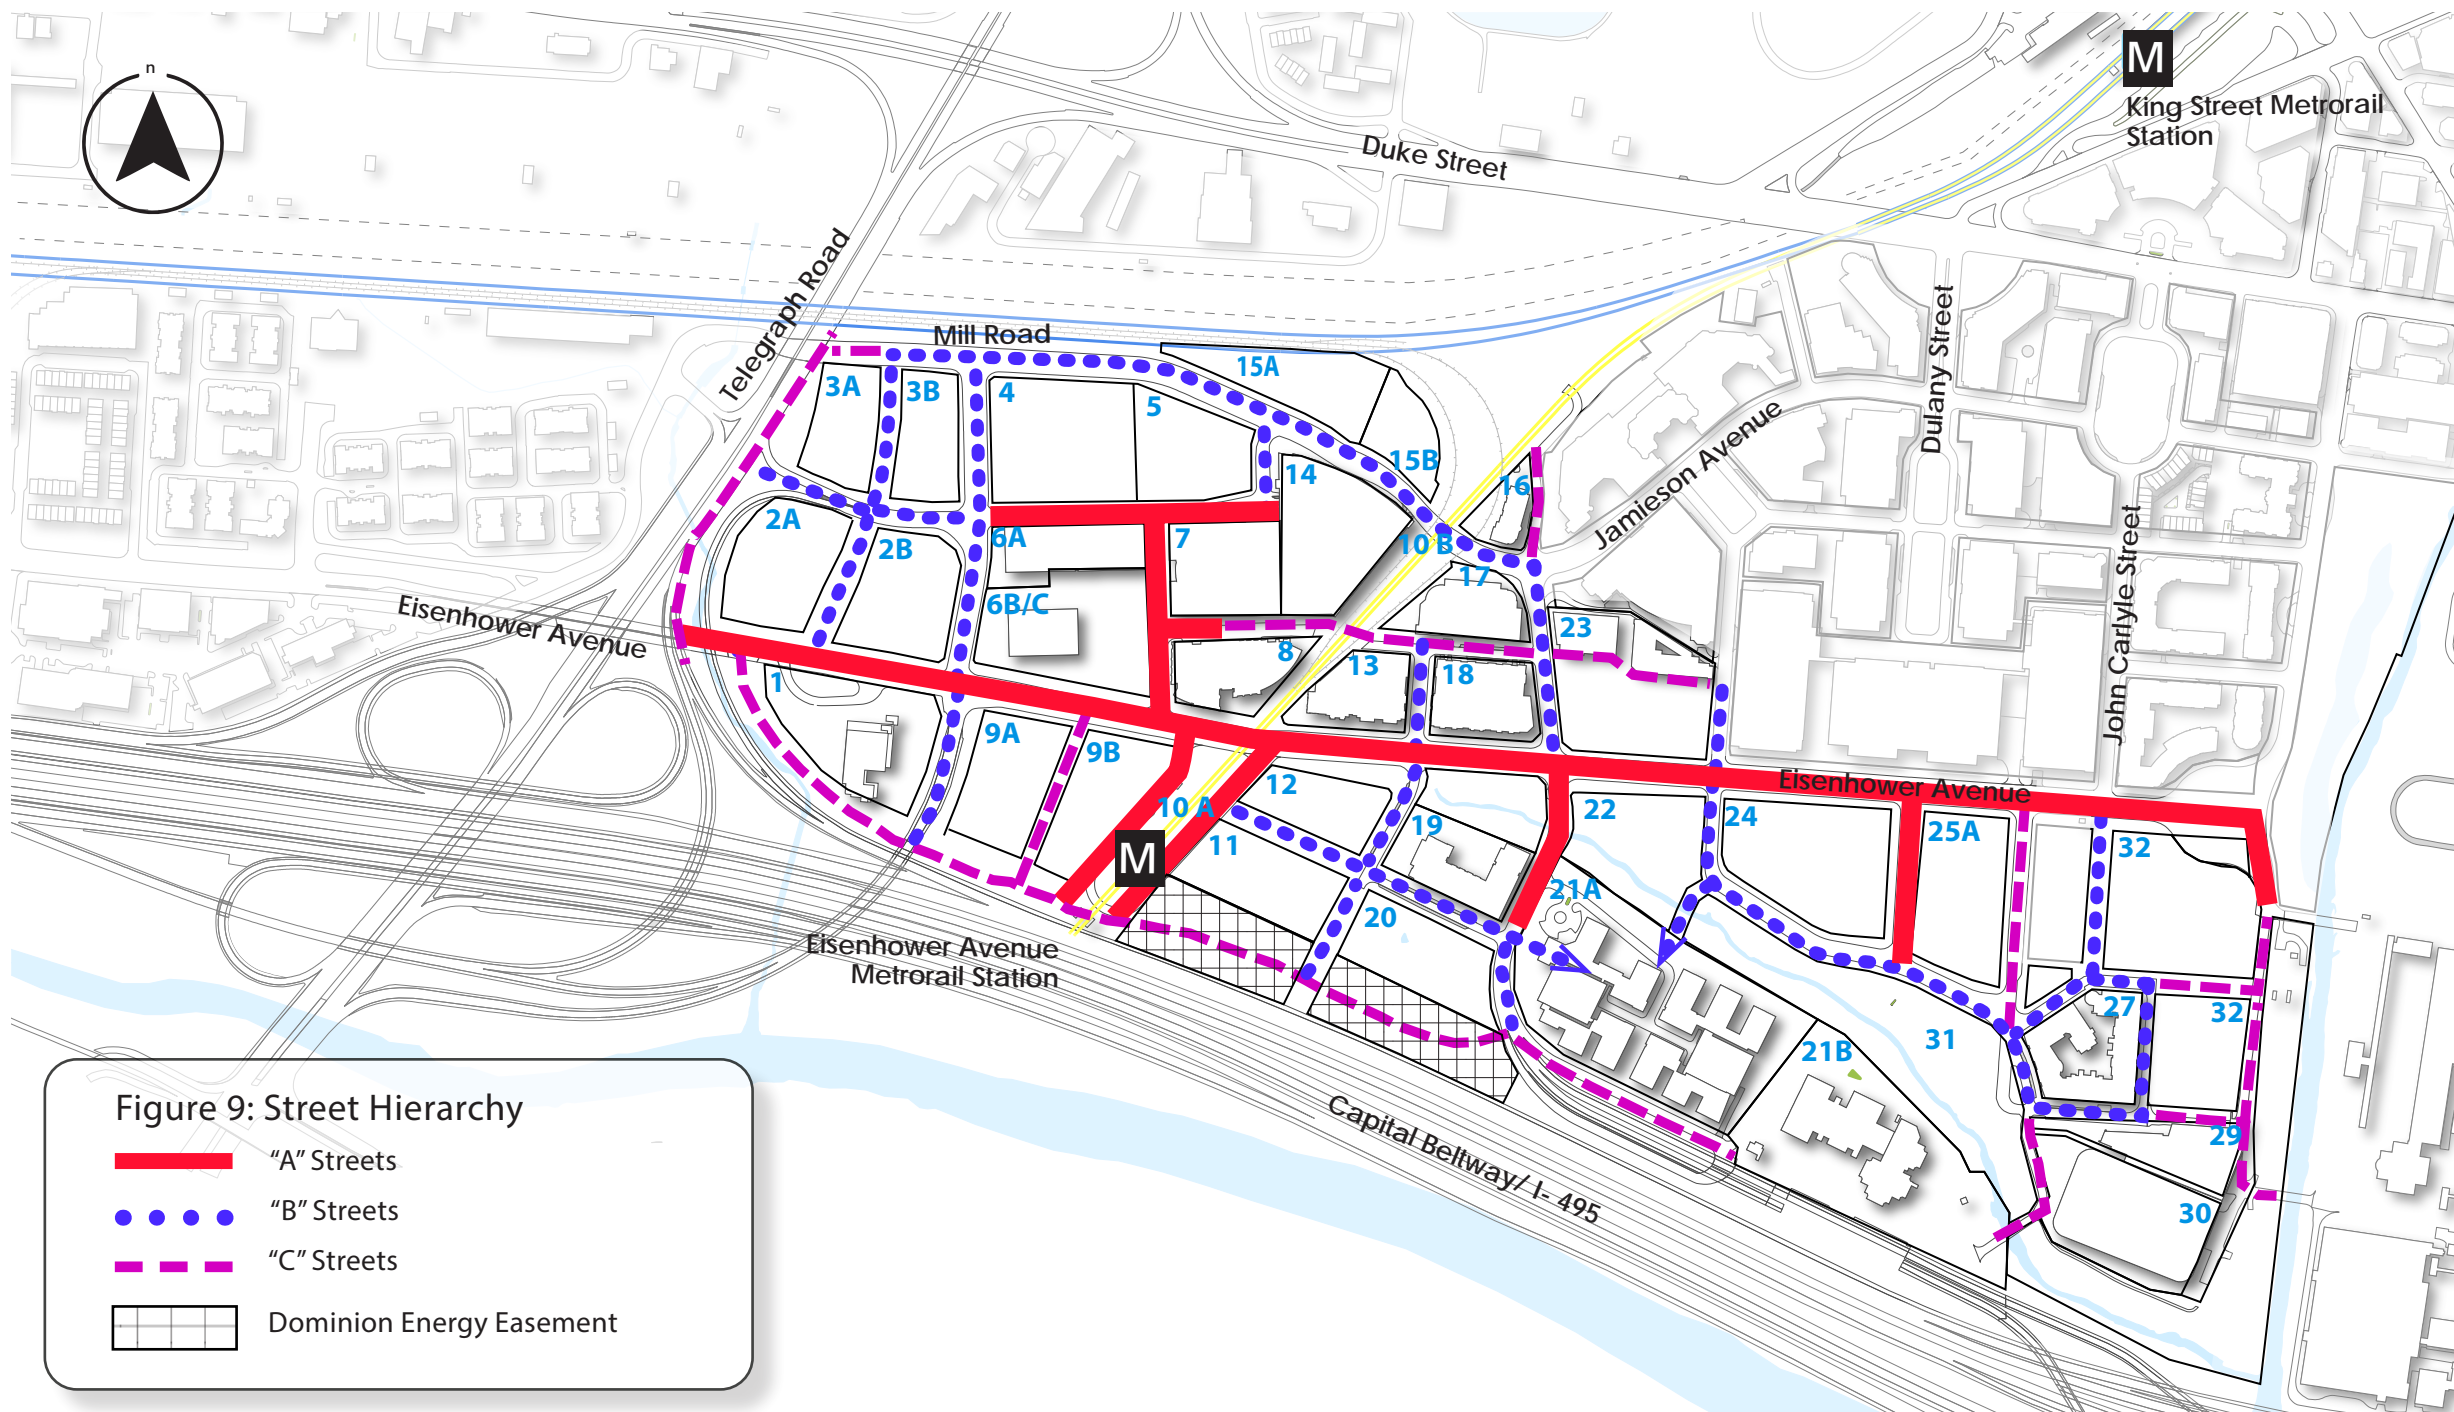 n
M
King Street Metrorail
Station
Duke Street
Telegraph Road
Mill Road
Dulany Street
Jamieson Avenue
John Carlyle Street
Eisenhower Avenue
3A
3B
4
5
15A
15B
14
16
2A
2B
6A
7
10 B
17
6B/C
23
8
13
18
1
9A
9B
10 A
12
11
19
22
24
25A
32
Eisenhower Avenue
M
21A
20
Eisenhower Avenue
Metrorail Station
27
32
31
21B
29
30
Capital Beltway/ I- 495
Figure 9: Street Hierarchy
“A” Streets
“B” Streets
“C” Streets
Dominion Energy Easement